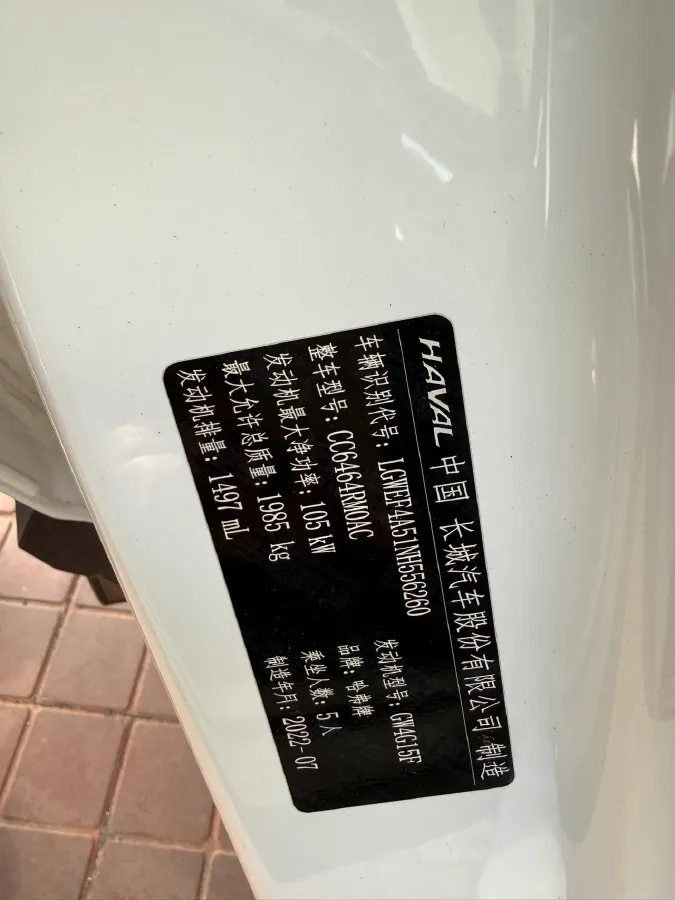 HAVAL 中国 长城汽车股份有限公司 制造
车辆识别代号: LGWEF4A51NH556260
整车型号: CC6464RM0AC 发动机型号: GW4G15F
发动机最大净功率: 105 kW 品牌: 哈弗牌
最大允许总质量: 1985 kg 乘坐人数: 5人
发动机排量: 1497 mL 制造年月: 2022-07